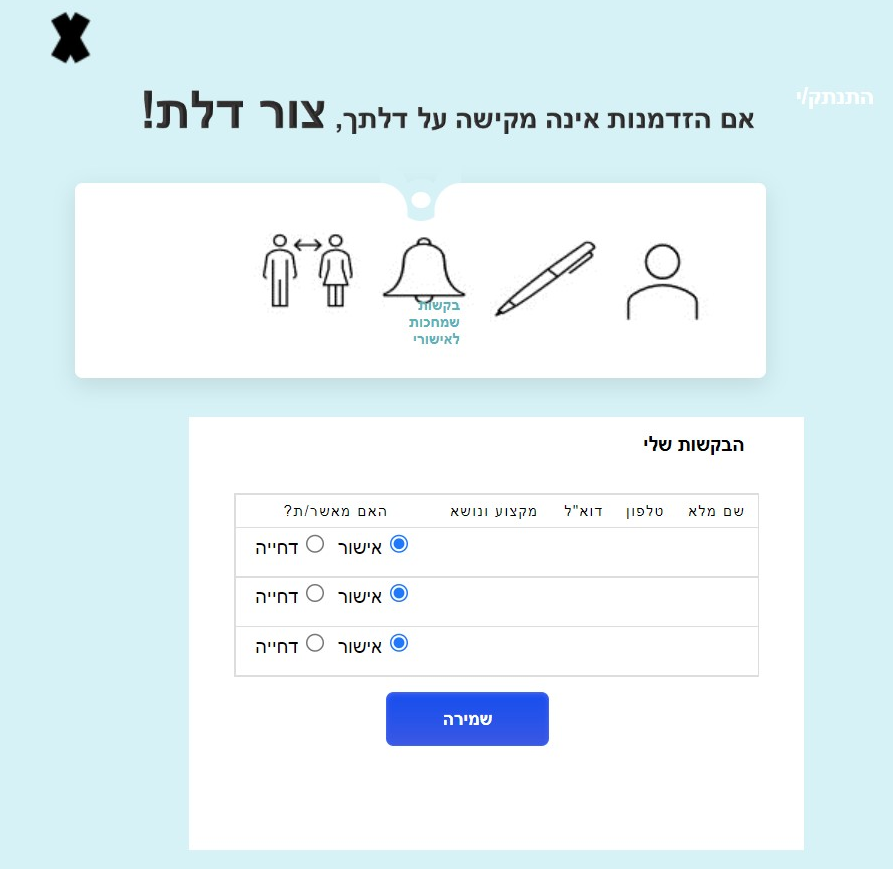 התנתק/י
אם הזדמנות אינה מקישה על דלתך, צור דלת!
בקשות
שמחכות
לאישורי
הבקשות שלי
שם מלא טלפון דוא"ל מקצוע ונושא האם מאשר/ת?
אישור דחייה
אישור דחייה
אישור דחייה
שמירה